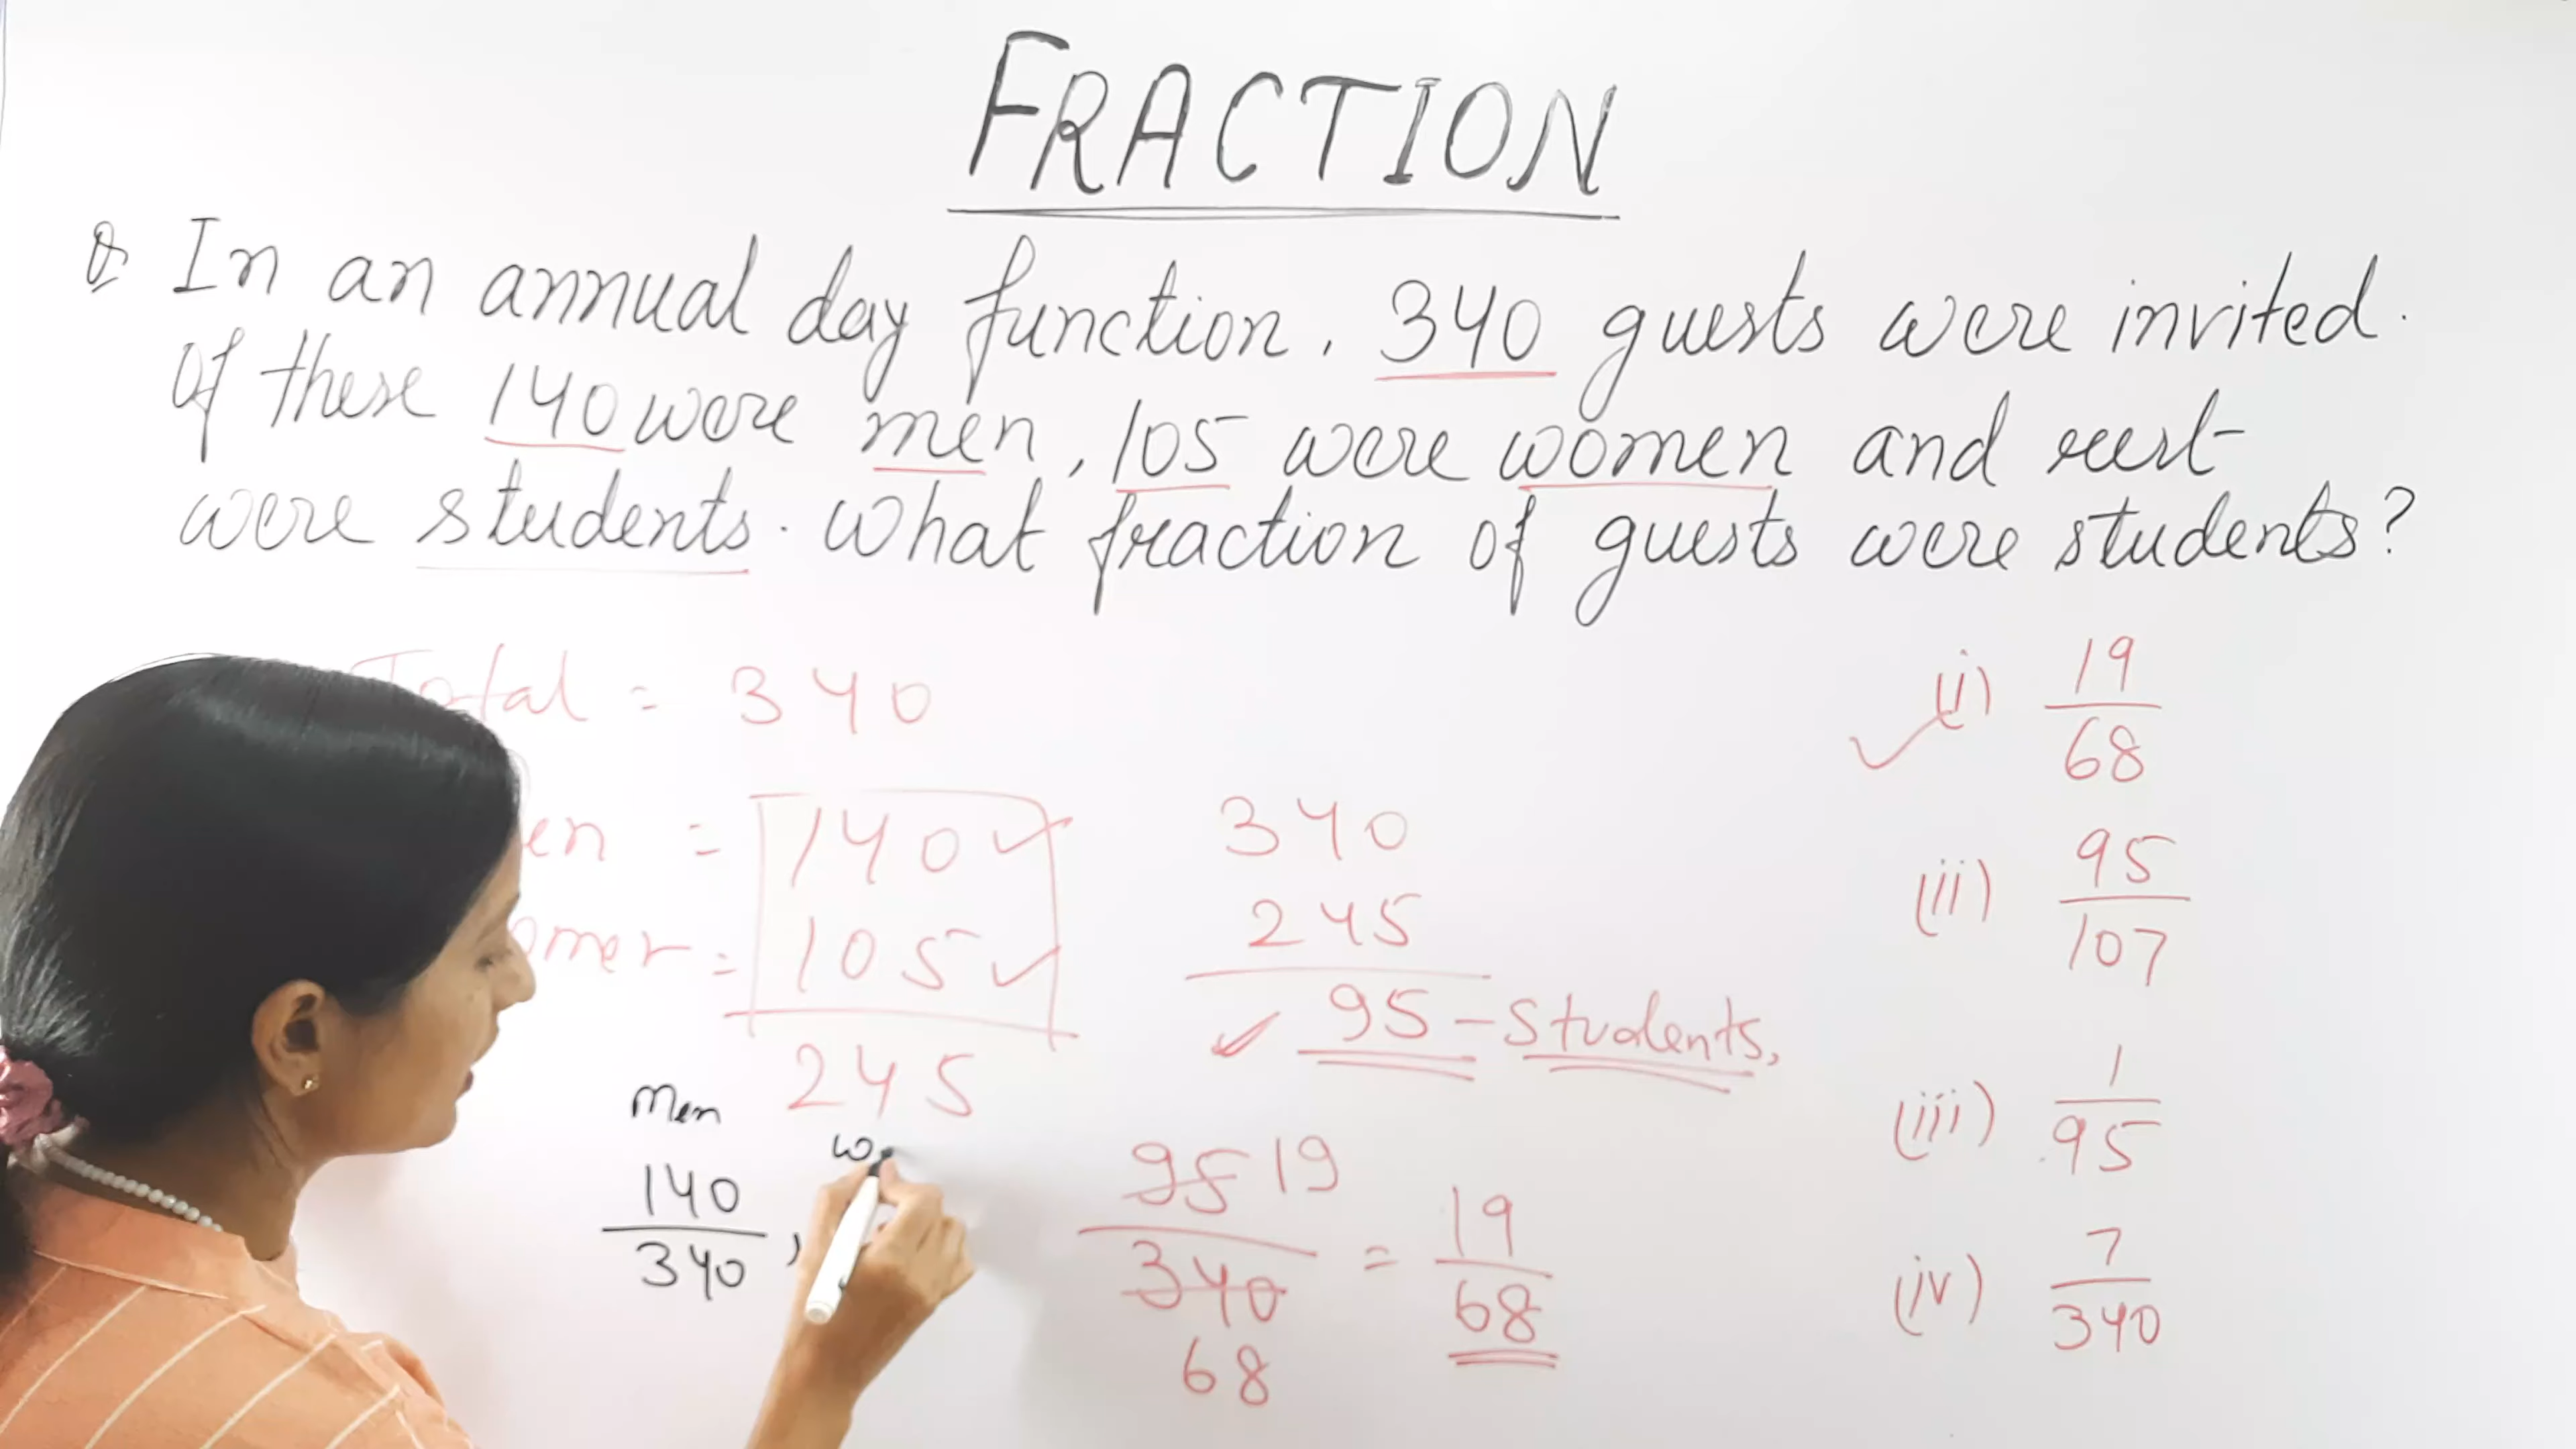 FRACTION
Q In an annual day function, 340 guests were invited.
Of these 140 were men, 105 were women and rest
were students. What fraction of guests were students?
Total = 340
en = 140
omen = 105
245
340
245
95 - Students,
Men
140
340
,
95 19
340
68
= 19
68
(i) 19
68
(ii) 95
107
(iii) 1
95
(iv) 7
340